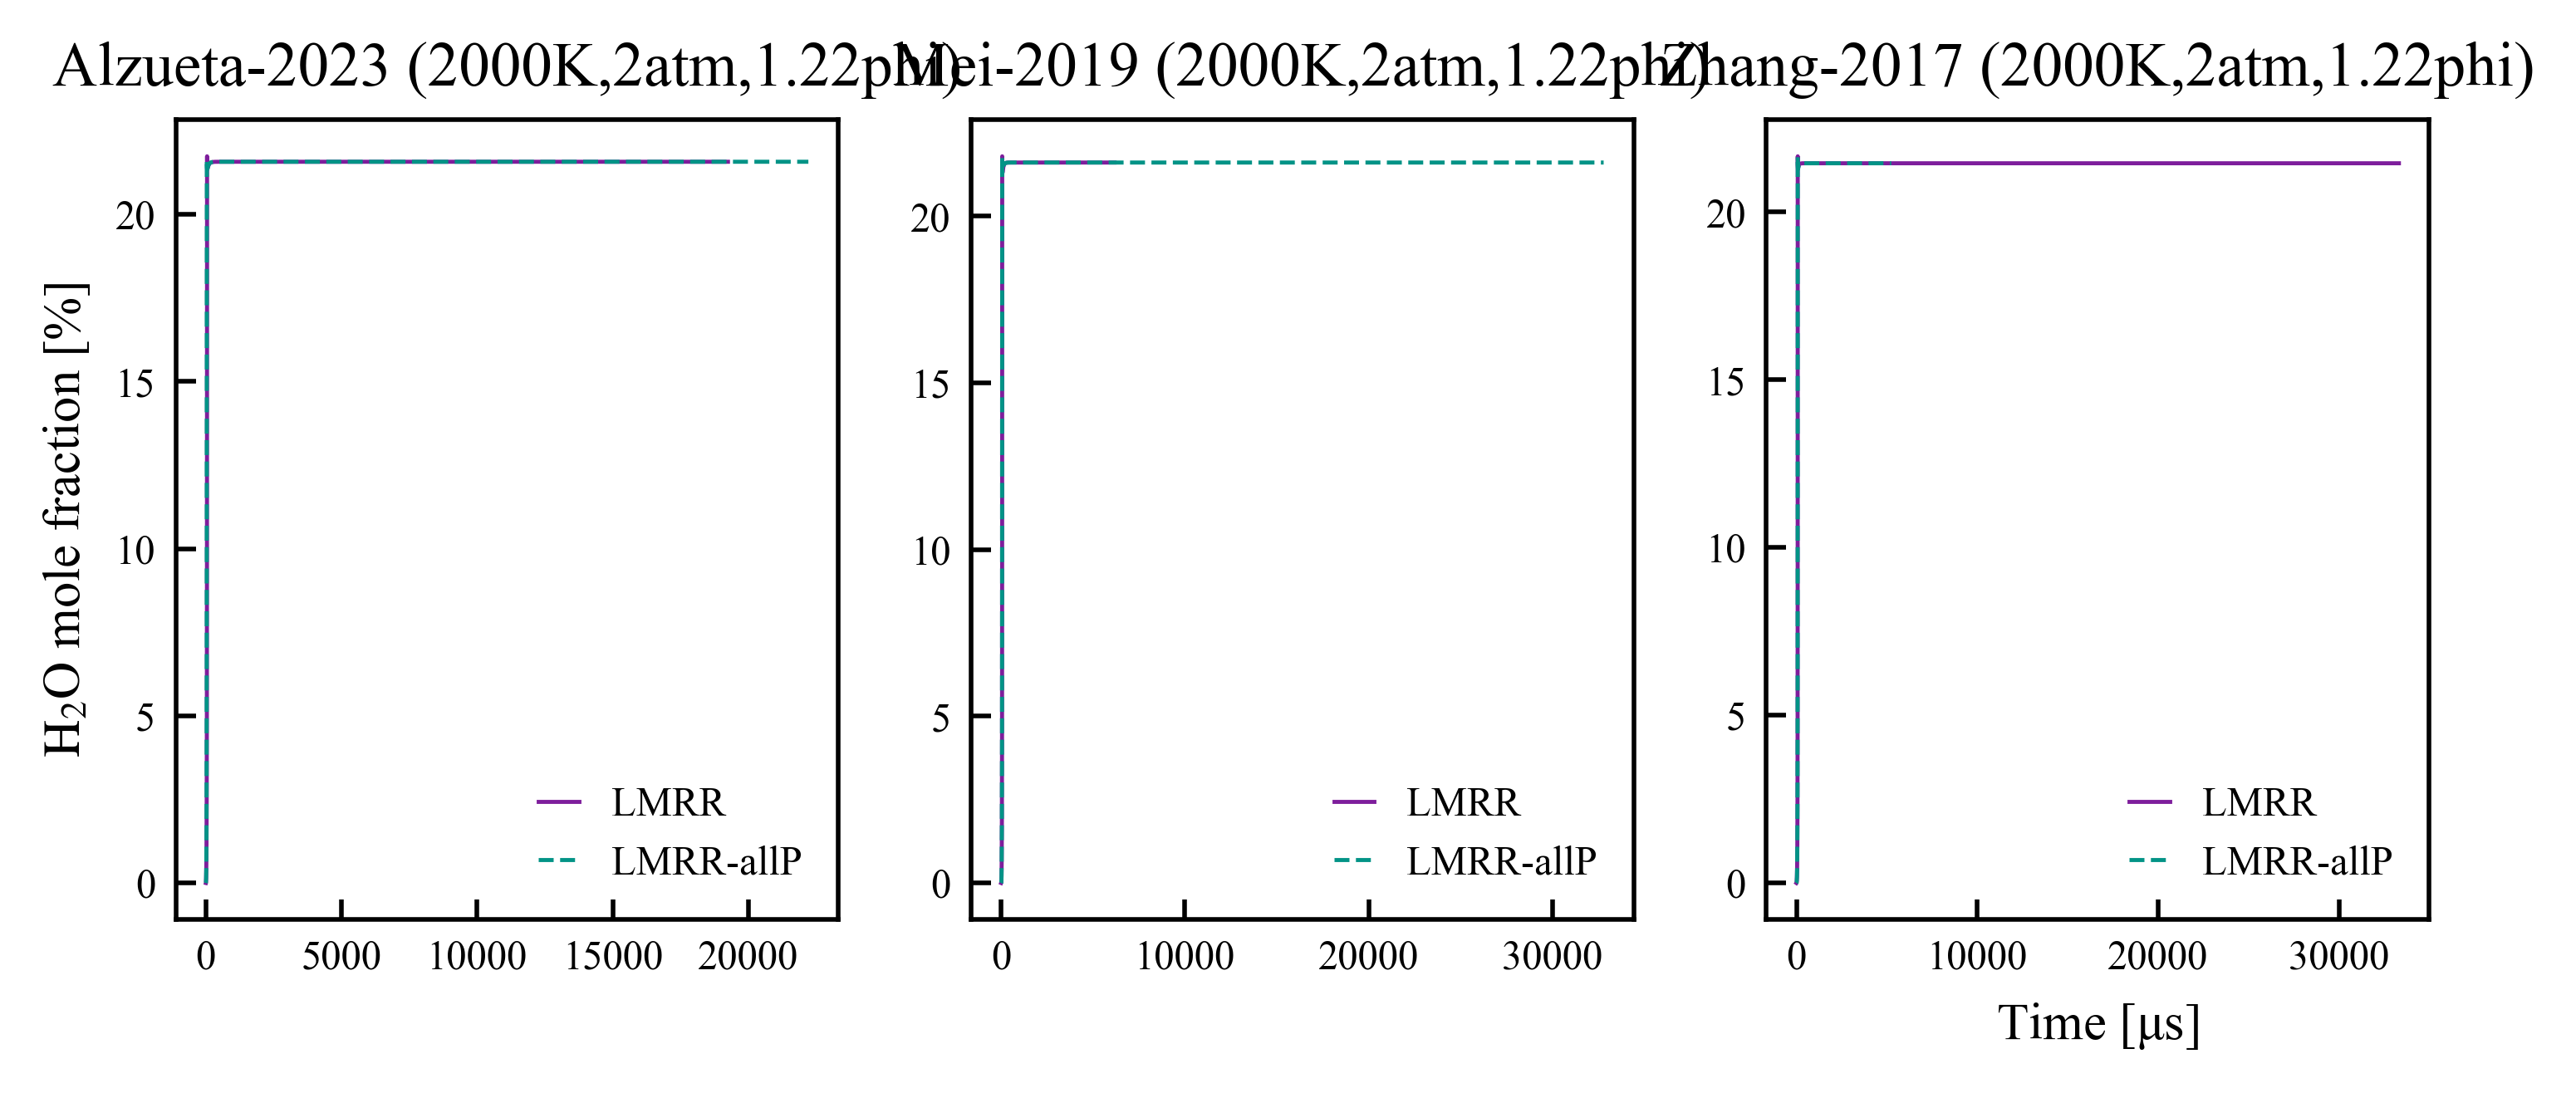 Alzueta-2023 (2000K,2atm,1.22phi)
Mei-2019 (2000K,2atm,1.22phi)
Zhang-2017 (2000K,2atm,1.22phi)
H₂O mole fraction [%]
20
15
10
5
0
LMRR
LMRR-allP
0 5000 10000 15000 20000
20
15
10
5
0
LMRR
LMRR-allP
0 10000 20000 30000
20
15
10
5
0
LMRR
LMRR-allP
0 10000 20000 30000
Time [μs]